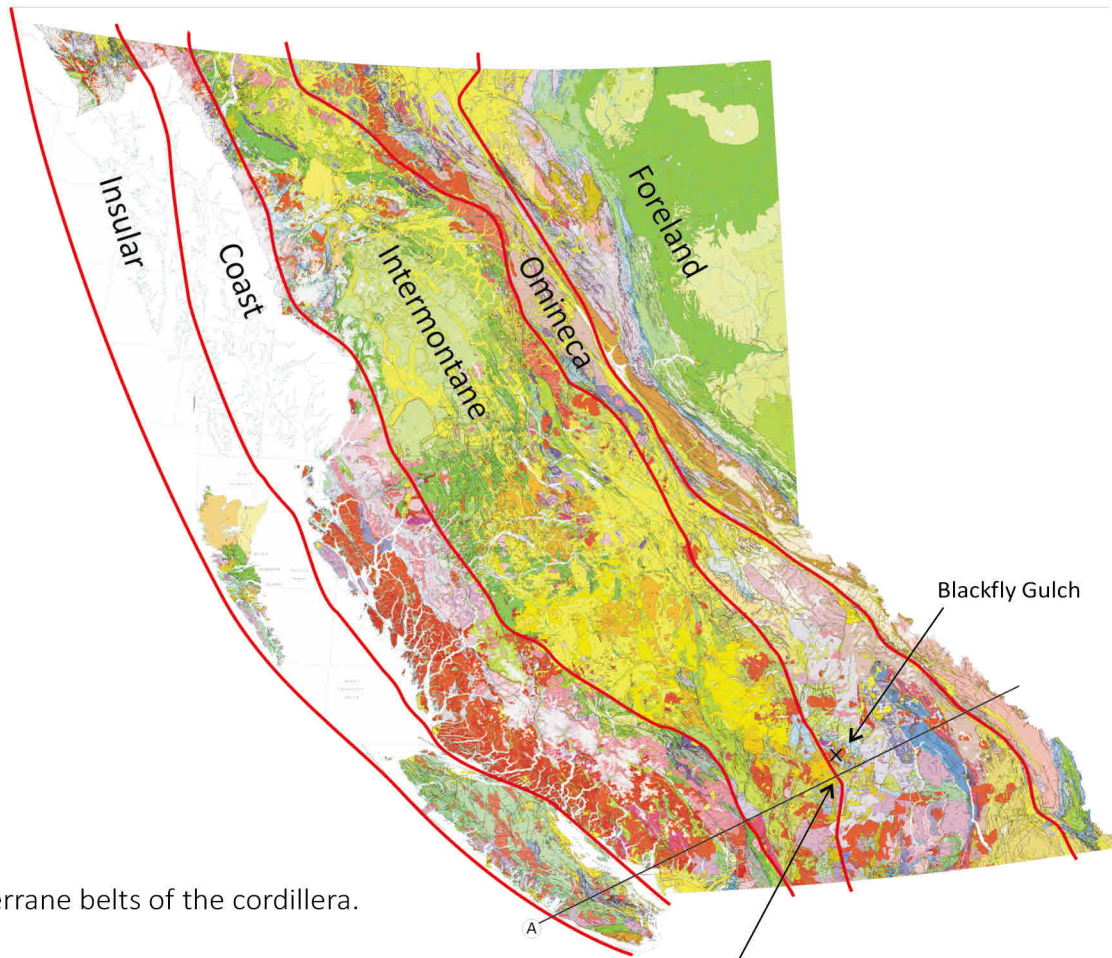 Insular
Coast
Intermontane
Omineca
Foreland
Blackfly Gulch
A
errane belts of the cordillera.